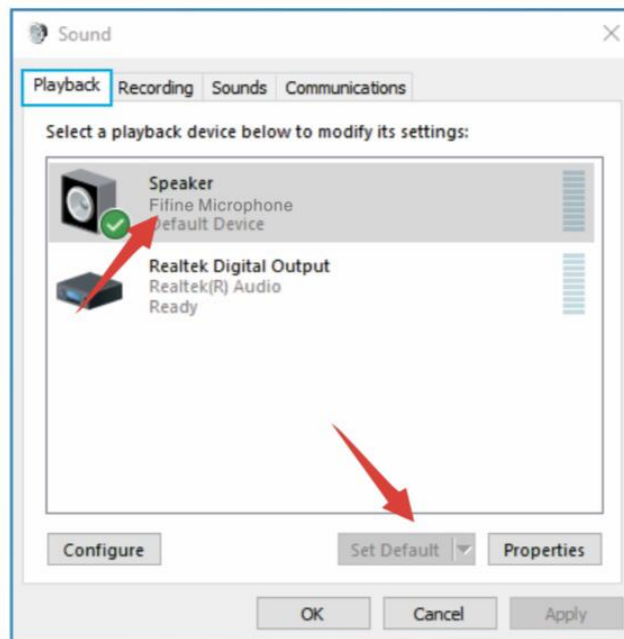 Sound
Playback Recording Sounds Communications
Select a playback device below to modify its settings:
Speaker
Fifine Microphone
Default Device
Realtek Digital Output
Realtek(R) Audio
Ready
Configure Set Default Properties
OK Cancel Apply